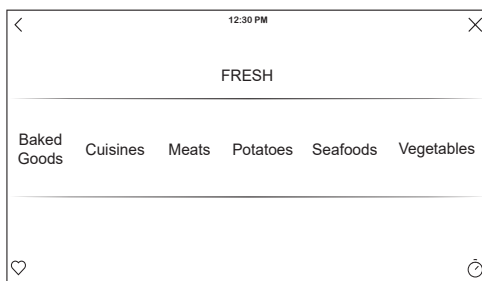 12:30 PM
FRESH
Baked
Goods
Cuisines
Meats
Potatoes
Seafoods
Vegetables